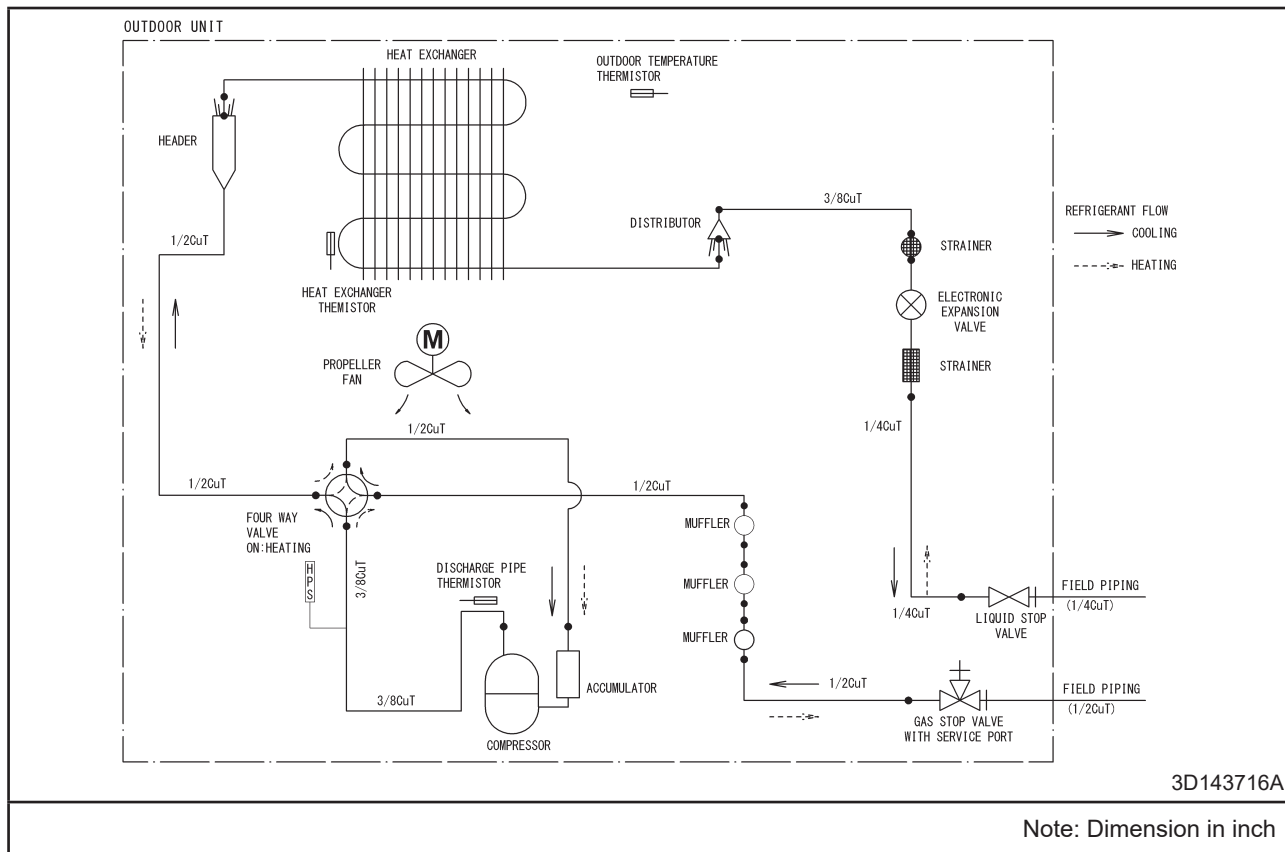 OUTDOOR UNIT
HEAT EXCHANGER
OUTDOOR TEMPERATURE
THERMISTOR
HEADER
1/2CuT
HEAT EXCHANGER
THEMISTOR
DISTRIBUTOR
3/8CuT
STRAINER
ELECTRONIC
EXPANSION
VALVE
STRAINER
1/4CuT
REFRIGERANT FLOW
COOLING
HEATING
M
PROPELLER
FAN
1/2CuT
1/2CuT
1/2CuT
FOUR WAY
VALVE
ON:HEATING
HPS
3/8CuT
DISCHARGE PIPE
THERMISTOR
MUFFLER
MUFFLER
MUFFLER
3/8CuT
COMPRESSOR
ACCUMULATOR
1/4CuT
LIQUID STOP
VALVE
FIELD PIPING
(1/4CuT)
1/2CuT
GAS STOP VALVE
WITH SERVICE PORT
FIELD PIPING
(1/2CuT)
3D143716A
Note: Dimension in inch